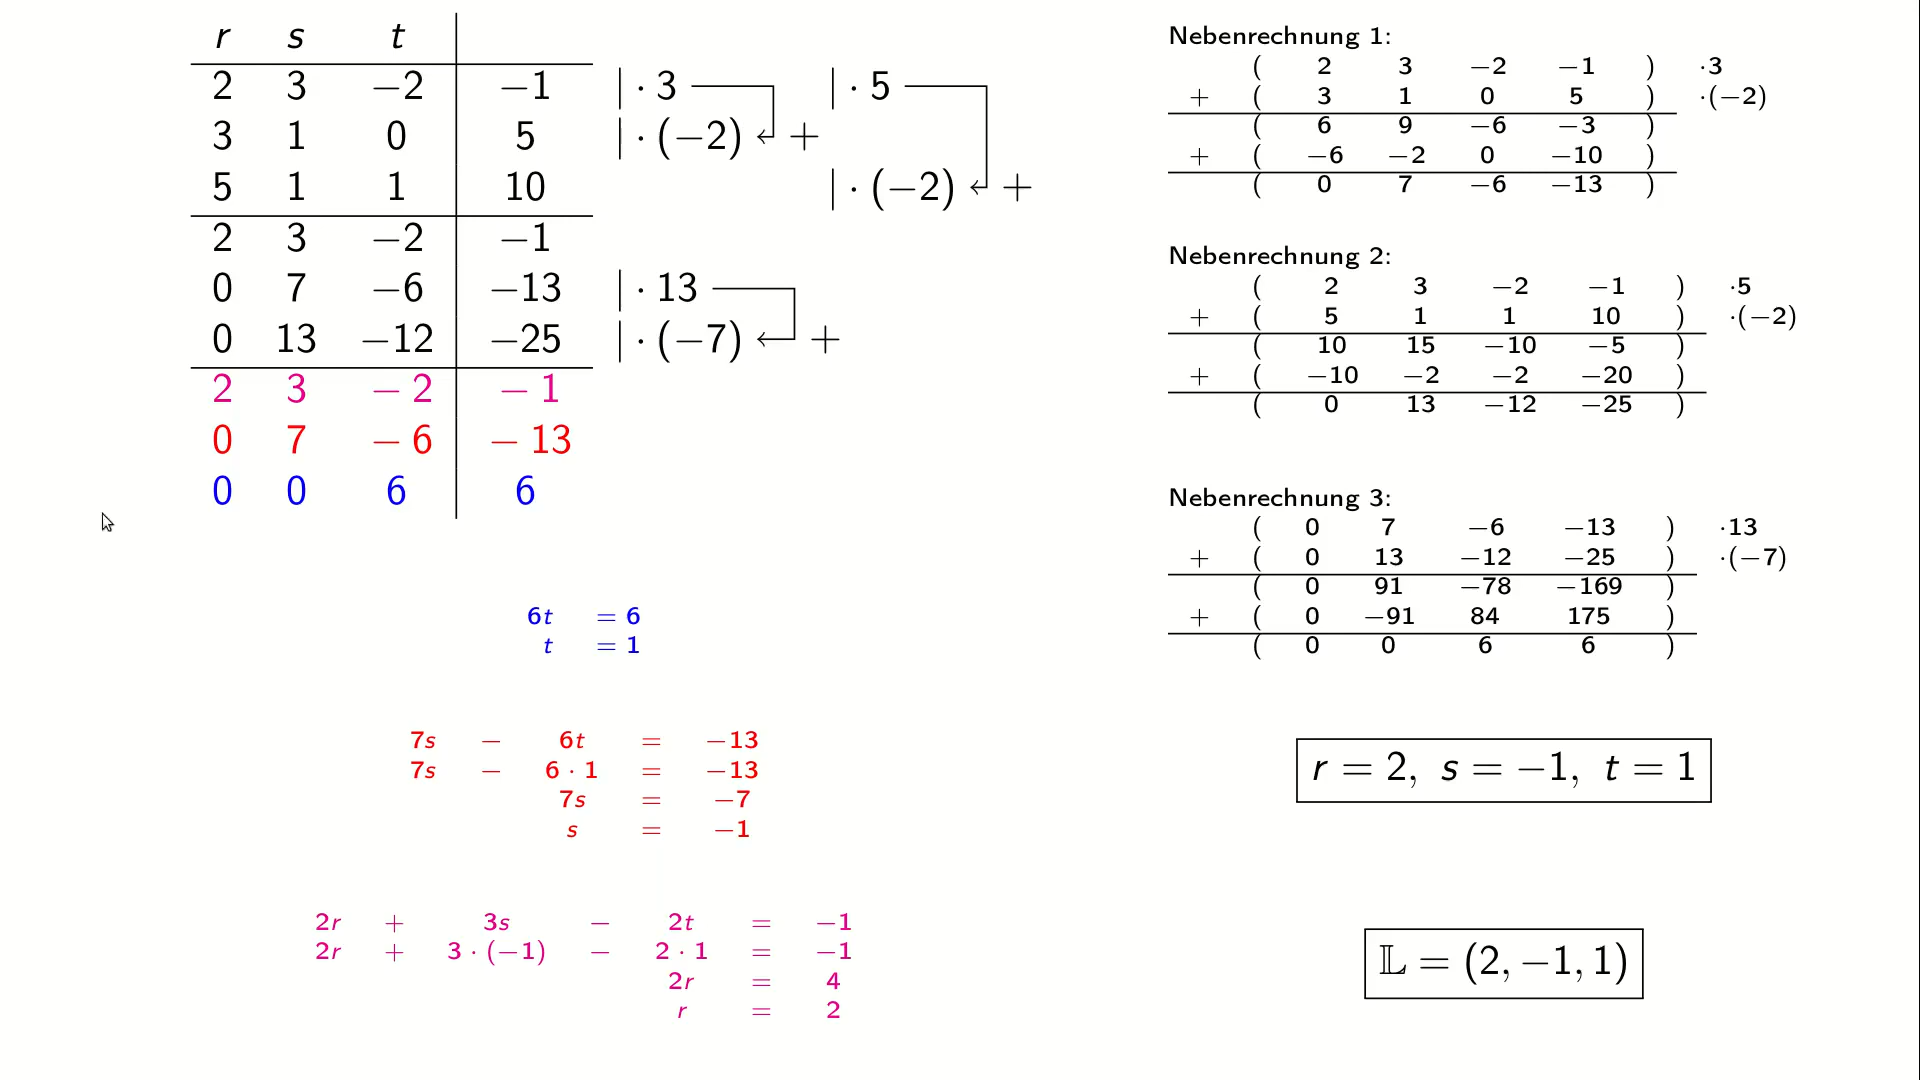 r s t
2 3 −2 −1 | · 3 | · 5
3 1 0 5 | · (−2) ↵ +
5 1 1 10 | · (−2) ↵ +
2 3 −2 −1
0 7 −6 −13 | · 13
0 13 −12 −25 | · (−7) ↵ +
2 3 − 2 − 1
0 7 − 6 − 13
0 0 6 6
6t = 6
t = 1
7s − 6t = −13
7s − 6 · 1 = −13
7s = −7
s = −1
2r + 3s − 2t = −1
2r + 3 · (−1) − 2 · 1 = −1
2r = 4
r = 2
Nebenrechnung 1:
( 2 3 −2 −1 ) ·3
+ ( 3 1 0 5 ) ·(−2)
( 6 9 −6 −3 )
+ ( −6 −2 0 −10 )
( 0 7 −6 −13 )
Nebenrechnung 2:
( 2 3 −2 −1 ) ·5
+ ( 5 1 1 10 ) ·(−2)
( 10 15 −10 −5 )
+ ( −10 −2 −2 −20 )
( 0 13 −12 −25 )
Nebenrechnung 3:
( 0 7 −6 −13 ) ·13
+ ( 0 13 −12 −25 ) ·(−7)
( 0 91 −78 −169 )
+ ( 0 −91 84 175 )
( 0 0 6 6 )
r = 2, s = −1, t = 1
𝕃 = (2, −1, 1)